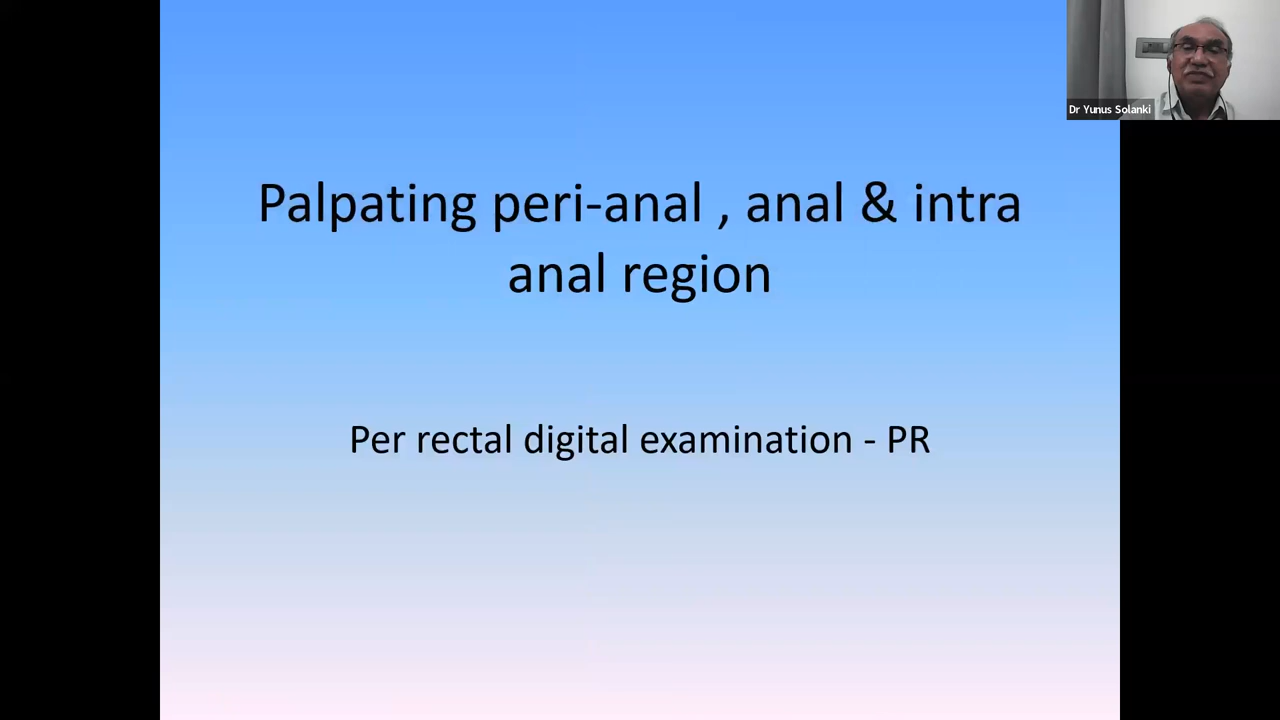 Dr Yunus Solanki
Palpating peri-anal , anal & intra
anal region
Per rectal digital examination - PR